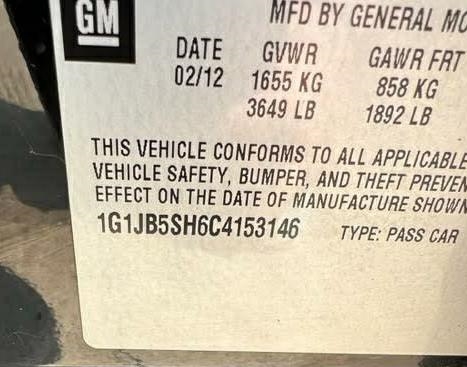 GM
MFD BY GENERAL MO
DATE GVWR GAWR FRT
02/12 1655 KG 858 KG
3649 LB 1892 LB
THIS VEHICLE CONFORMS TO ALL APPLICABLE
VEHICLE SAFETY, BUMPER, AND THEFT PREVEN
EFFECT ON THE DATE OF MANUFACTURE SHOWN
1G1JB5SH6C4153146 TYPE: PASS CAR